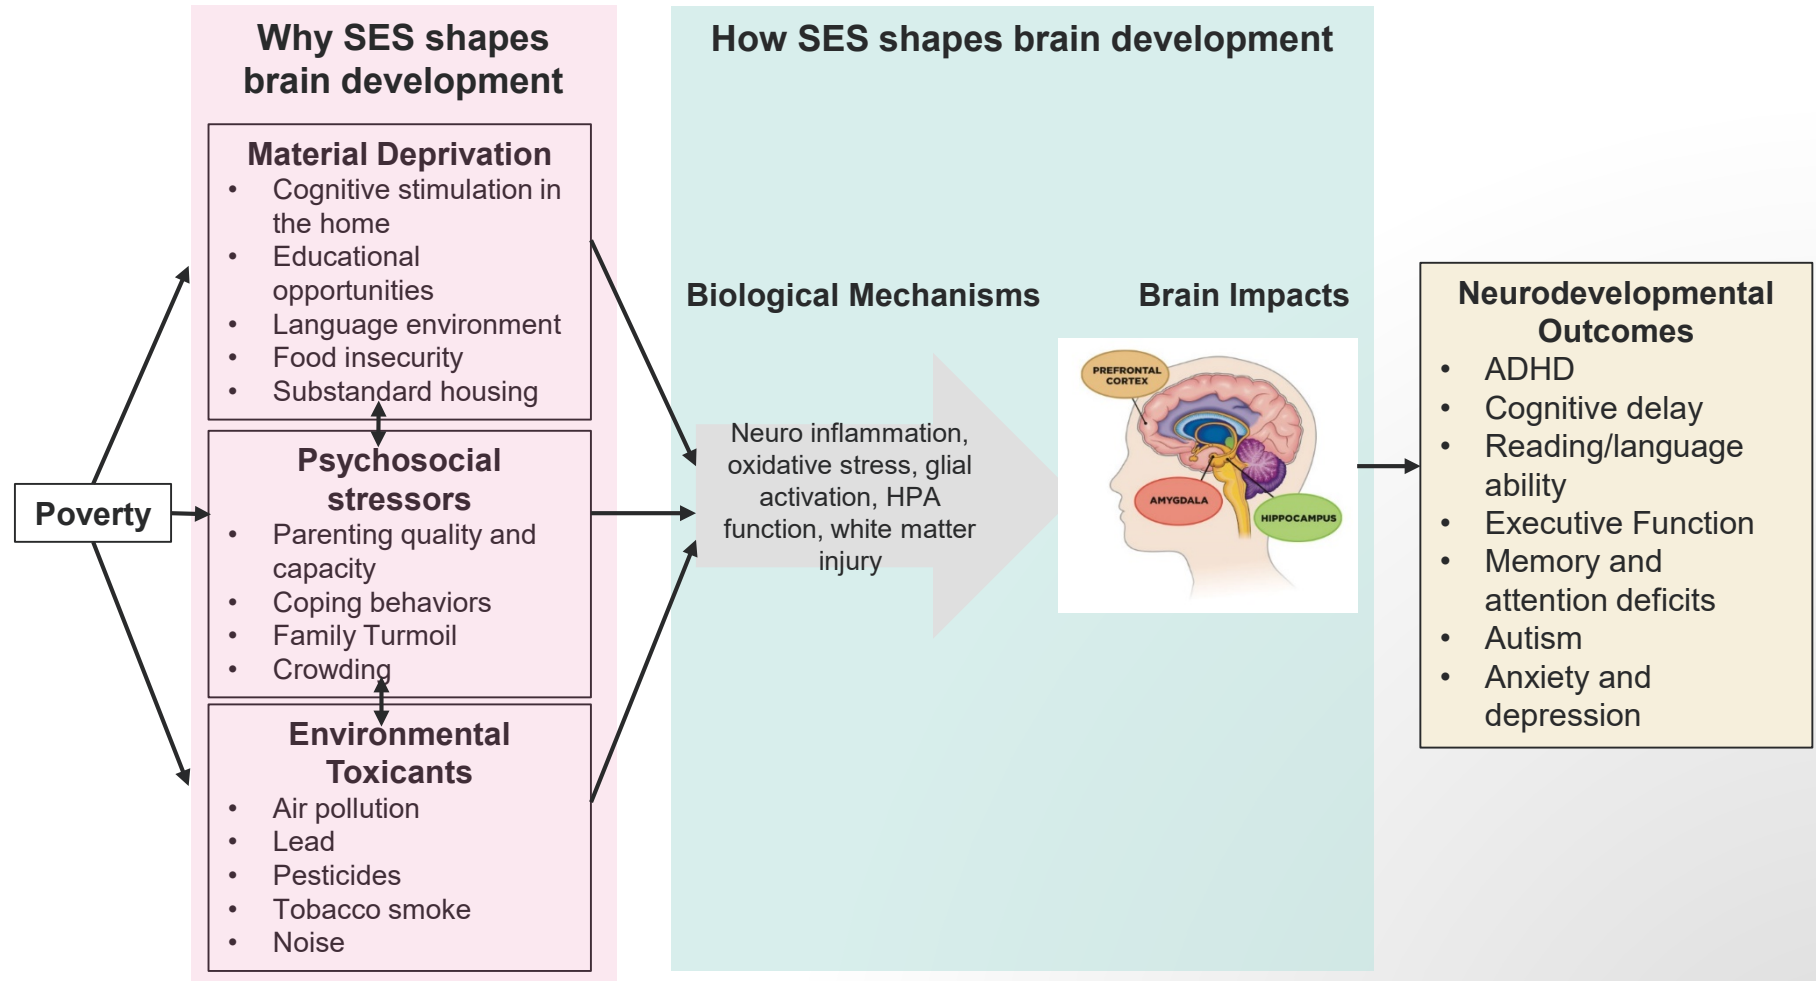 Why SES shapes
brain development
How SES shapes brain development
Poverty
Material Deprivation
• Cognitive stimulation in
the home
• Educational
opportunities
• Language environment
• Food insecurity
• Substandard housing
Psychosocial
stressors
• Parenting quality and
capacity
• Coping behaviors
• Family Turmoil
• Crowding
Environmental
Toxicants
• Air pollution
• Lead
• Pesticides
• Tobacco smoke
• Noise
Biological Mechanisms
Neuro inflammation,
oxidative stress, glial
activation, HPA
function, white matter
injury
Brain Impacts
PREFRONTAL
CORTEX
AMYGDALA
HIPPOCAMPUS
Neurodevelopmental
Outcomes
• ADHD
• Cognitive delay
• Reading/language
ability
• Executive Function
• Memory and
attention deficits
• Autism
• Anxiety and
depression